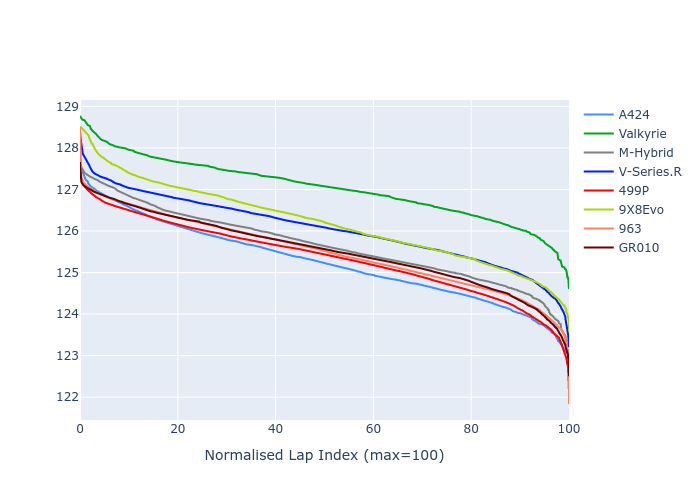 129
128
127
126
125
124
123
122
0 20 40 60 80 100
Normalised Lap Index (max=100)
A424
Valkyrie
M-Hybrid
V-Series.R
499P
9X8Evo
963
GR010